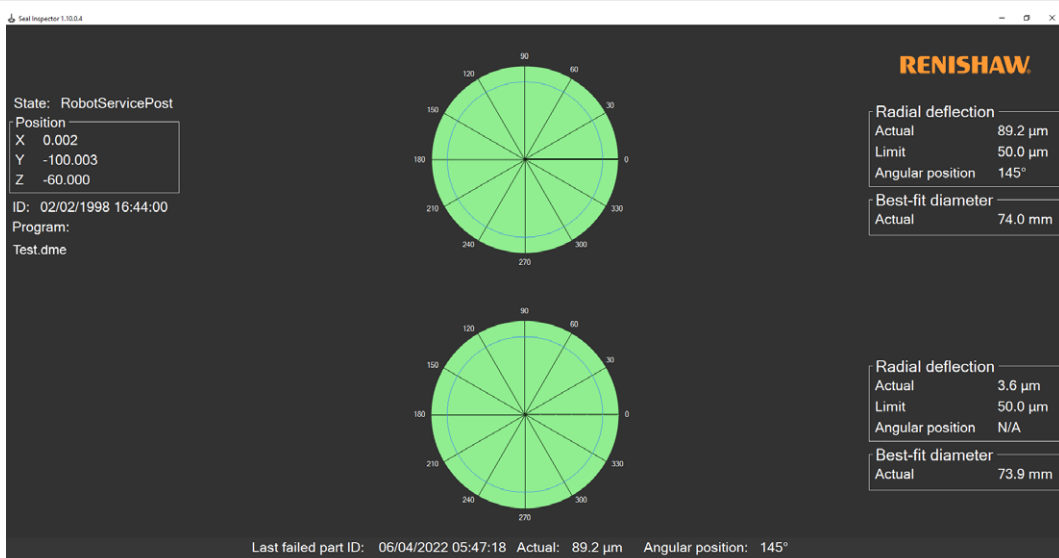 Seal Inspector 1.10.0.4
RENISHAW.
State: RobotServicePost
Position
X 0.002
Y -100.003
Z -60.000
ID: 02/02/1998 16:44:00
Program:
Test.dme
90
120 60
150 30
180 0
210 330
240 300
270
Radial deflection
Actual 89.2 µm
Limit 50.0 µm
Angular position 145°
Best-fit diameter
Actual 74.0 mm
90
120 60
150 30
180 0
210 330
240 300
270
Radial deflection
Actual 3.6 µm
Limit 50.0 µm
Angular position N/A
Best-fit diameter
Actual 73.9 mm
Last failed part ID: 06/04/2022 05:47:18 Actual: 89.2 µm Angular position: 145°